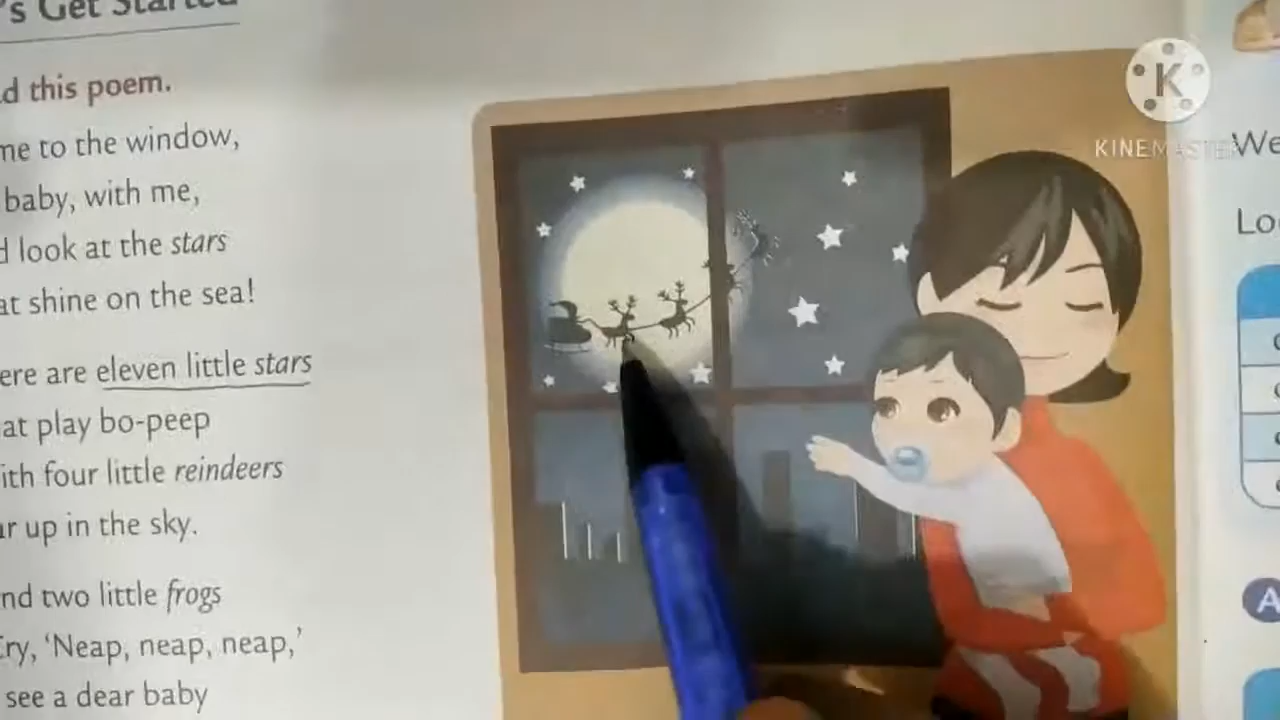 's Get Started
d this poem.
me to the window,
baby, with me,
d look at the stars
at shine on the sea!
ere are eleven little stars
at play bo-peep
ith four little reindeers
ar up in the sky.
nd two little frogs
Cry, 'Neap, neap, neap,'
see a dear baby
K
KINEMASTER
We
Lo
A